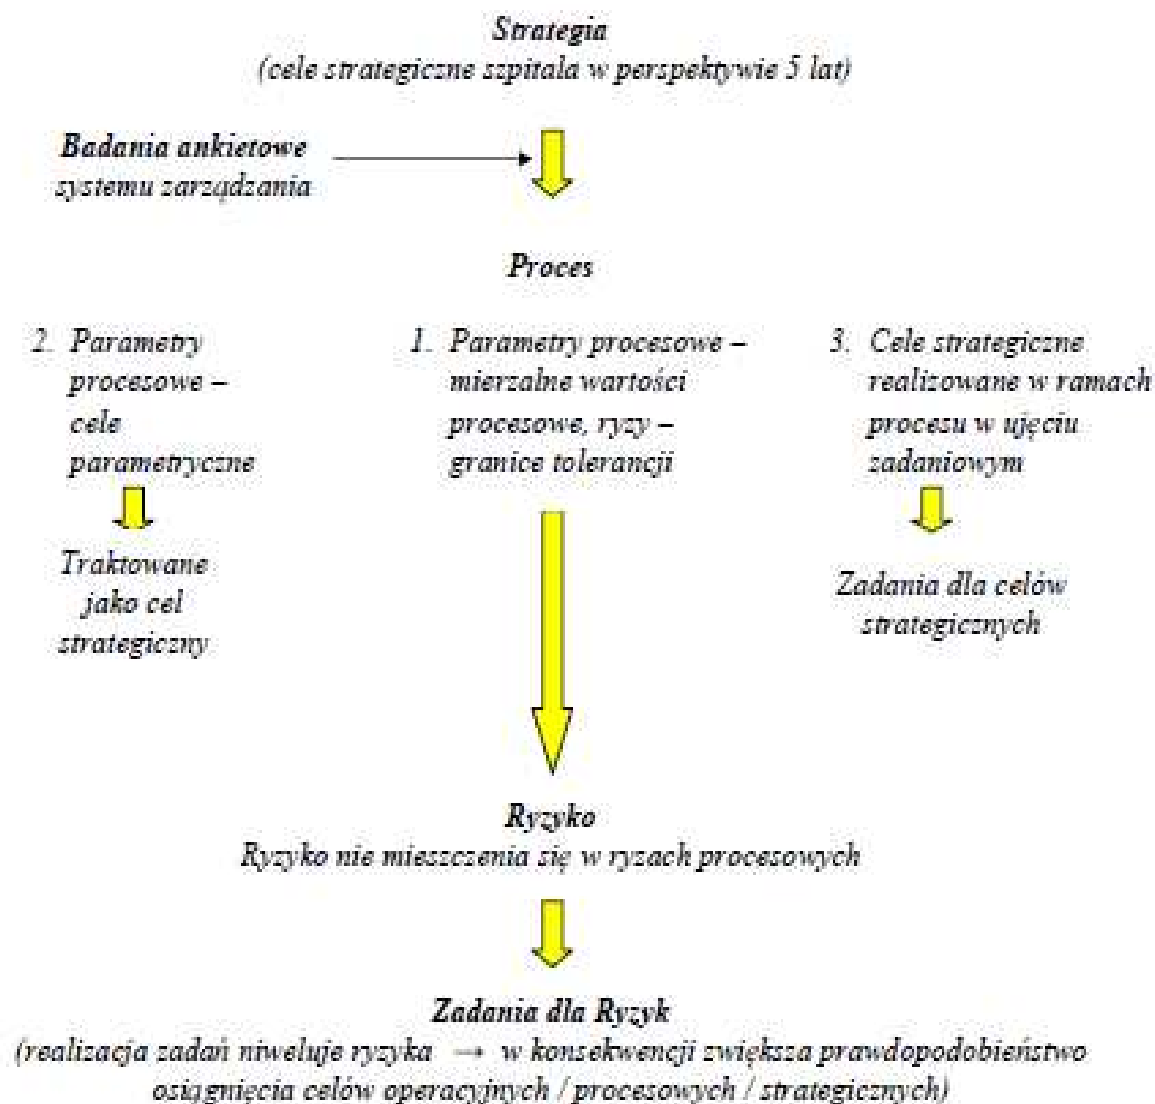 Strategia
(cele strategiczne szpitala w perspektywie 5 lat)
Badania ankietowe
systemu zarządzania
Proces
2. Parametry
procesowe –
cele
parametryczne
Traktowane
jako cel
strategiczny
1. Parametry procesowe –
mierzalne wartości
procesowe, ryzy –
granice tolerancji
3. Cele strategiczne
realizowane w ramach
procesu w ujęciu
zadaniowym
Zadania dla celów
strategicznych
Ryzyko
Ryzyko nie mieszczenia się w ryzach procesowych
Zadania dla Ryzyk
(realizacja zadań niweluje ryzyka → w konsekwencji zwiększa prawdopodobieństwo
osiągnięcia celów operacyjnych / procesowych / strategicznych)